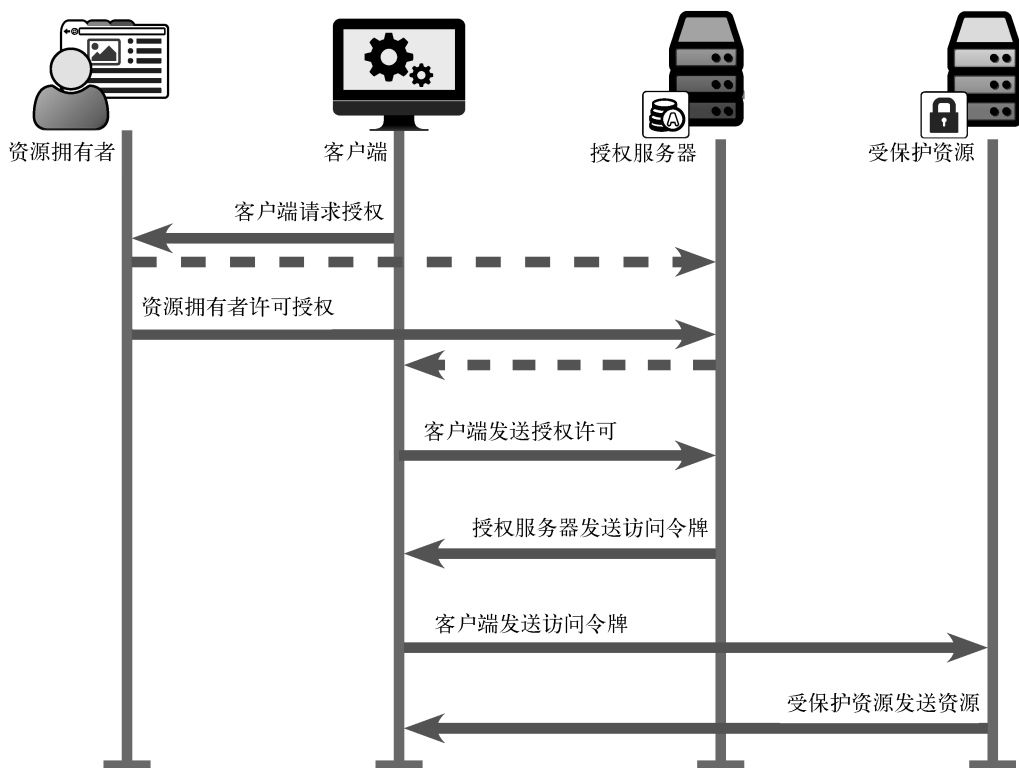 资源拥有者
客户端
授权服务器
受保护资源
客户端请求授权
资源拥有者许可授权
客户端发送授权许可
授权服务器发送访问令牌
客户端发送访问令牌
受保护资源发送资源
A